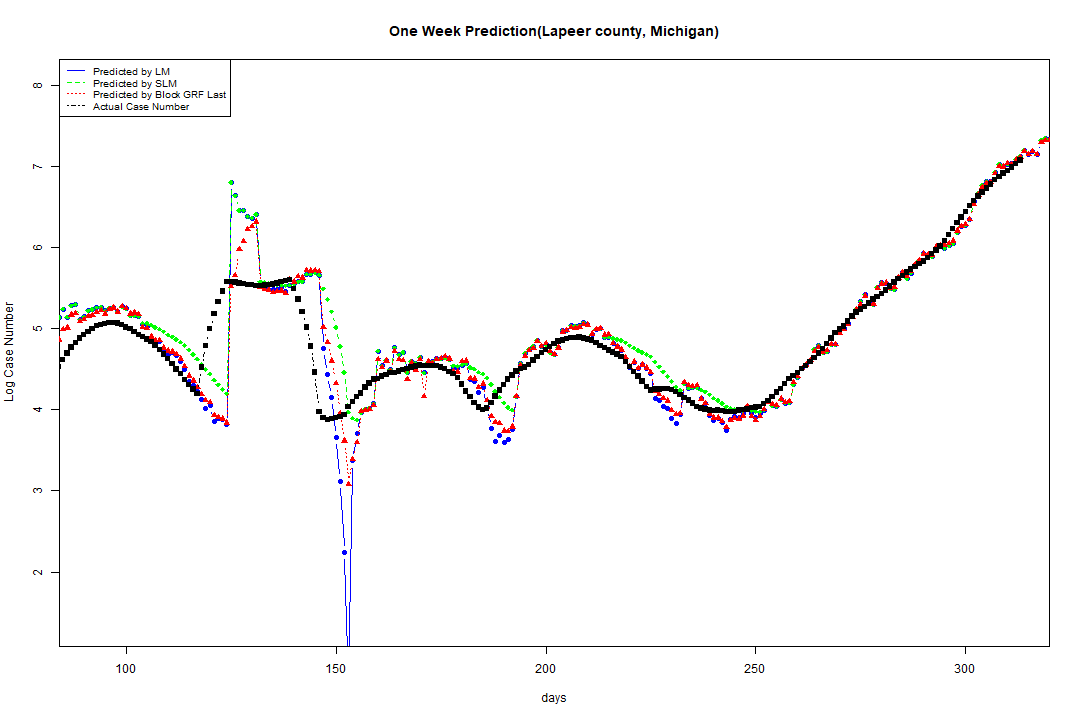 One Week Prediction(Lapeer county, Michigan)
Predicted by LM
Predicted by SLM
Predicted by Block GRF Last
Actual Case Number
8
7
6
5
4
3
2
Log Case Number
100 150 200 250 300
days